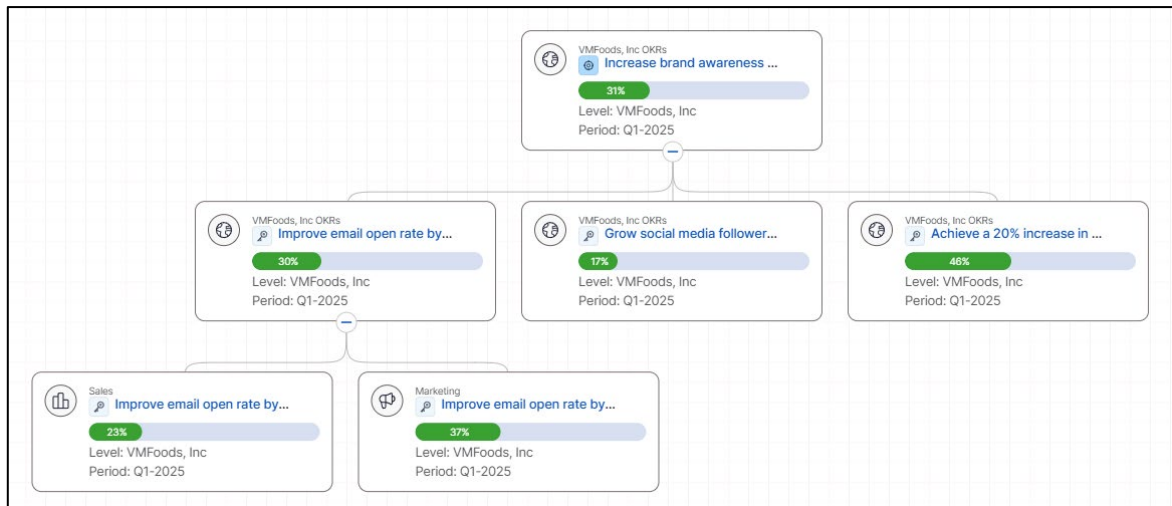 VMFoods, Inc OKRs
Increase brand awareness ...
31%
Level: VMFoods, Inc
Period: Q1-2025
VMFoods, Inc OKRs
Improve email open rate by...
30%
Level: VMFoods, Inc
Period: Q1-2025
VMFoods, Inc OKRs
Grow social media follower...
17%
Level: VMFoods, Inc
Period: Q1-2025
VMFoods, Inc OKRs
Achieve a 20% increase in ...
46%
Level: VMFoods, Inc
Period: Q1-2025
Sales
Improve email open rate by...
23%
Level: VMFoods, Inc
Period: Q1-2025
Marketing
Improve email open rate by...
37%
Level: VMFoods, Inc
Period: Q1-2025